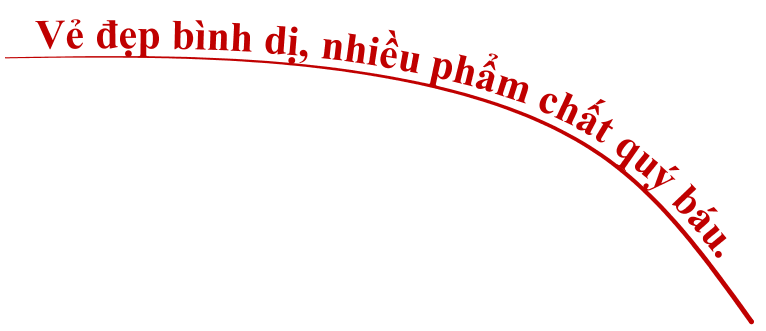 Vẻ đẹp bình dị, nhiều phẩm chất quý báu.